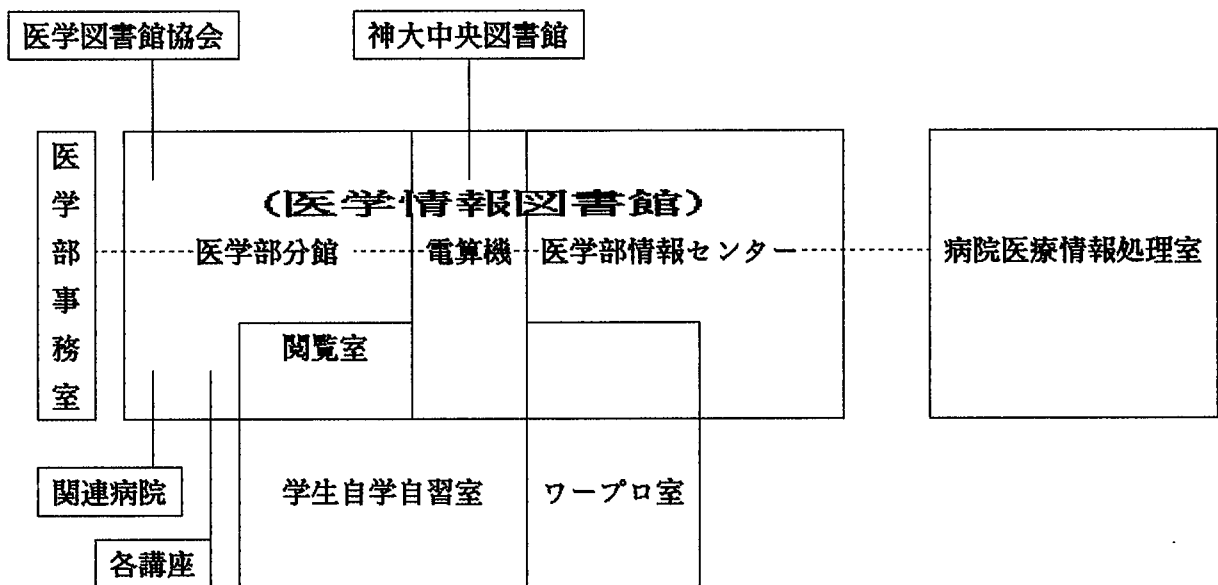 医学図書館協会
神大中央図書館
医学部事務室
(医学情報図書館)
医学部分館
電算機
医学部情報センター
病院医療情報処理室
閲覧室
関連病院
学生自学自習室
ワープロ室
各講座